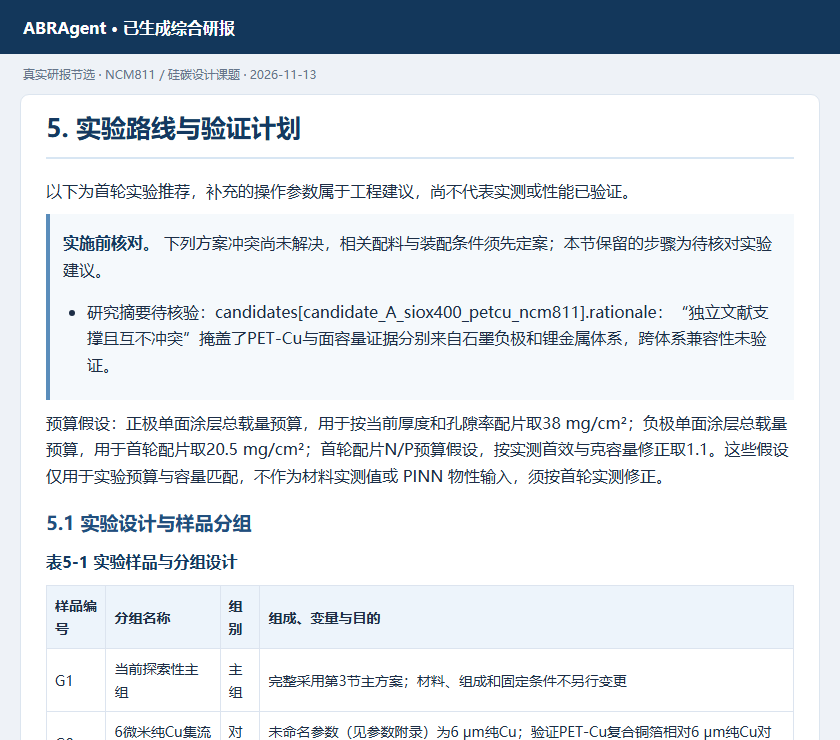 ABRAgent • 已生成综合研报
真实研报节选 · NCM811 / 硅碳设计课题 · 2026-11-13
5. 实验路线与验证计划
以下为首轮实验推荐，补充的操作参数属于工程建议，尚不代表实测或性能已验证。
实施前核对。 下列方案冲突尚未解决，相关配料与装配条件须先定案；本节保留的步骤为待核对实验
建议。
• 研究摘要待核验：candidates[candidate_A_siox400_petcu_ncm811].rationale：“独立文献支
撑且互不冲突”掩盖了PET-Cu与面容量证据分别来自石墨负极和锂金属体系，跨体系兼容性未验
证。
预算假设：正极单面涂层总载量预算，用于按当前厚度和孔隙率配片取38 mg/cm²；负极单面涂层总载量
预算，用于首轮配片取20.5 mg/cm²；首轮配片N/P预算假设，按实测首效与克容量修正取1.1。这些假设
仅用于实验预算与容量匹配，不作为材料实测值或 PINN 物性输入，须按首轮实测修正。
5.1 实验设计与样品分组
表5-1 实验样品与分组设计
样品编
号
分组名称
组
别
组成、变量与目的
G1
当前探索性主
组
主
组
完整采用第3节主方案；材料、组成和固定条件不另行变更
6微米纯Cu集流
对
未命名参数（见参数附录）为6 μm纯Cu；验证PET-Cu复合铜箔相对6 μm纯Cu对